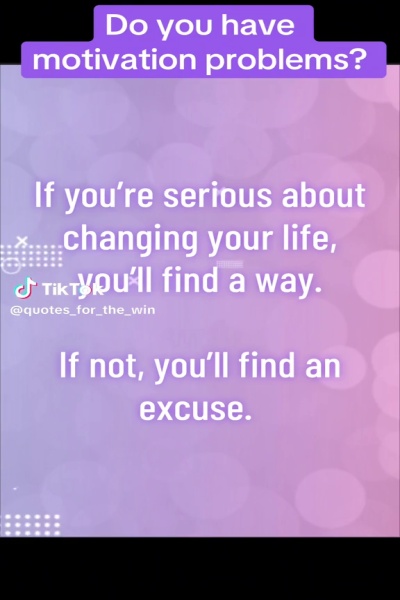 Do you have
motivation problems?
If you’re serious about
changing your life,
you’ll find a way.
TikTok
@quotes_for_the_win
If not, you’ll find an
excuse.